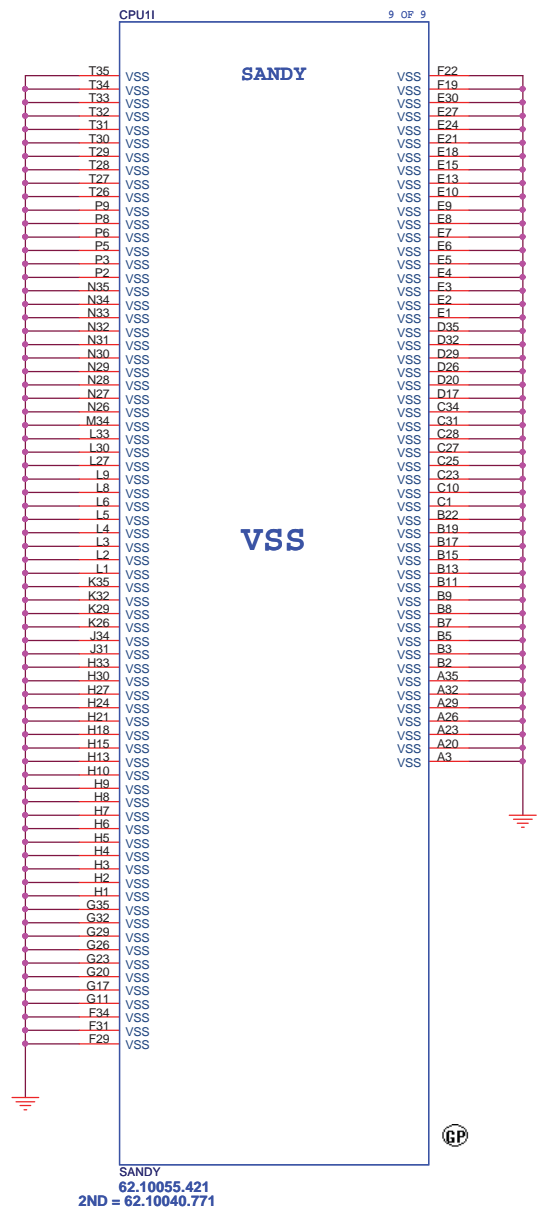 CPU1I 9 OF 9
SANDY
T35 VSS VSS F22
T34 VSS VSS F19
T33 VSS VSS E30
T32 VSS VSS E27
T31 VSS VSS E24
T30 VSS VSS E21
T29 VSS VSS E18
T28 VSS VSS E15
T27 VSS VSS E13
T26 VSS VSS E10
P9 VSS VSS E9
P8 VSS VSS E8
P6 VSS VSS E7
P5 VSS VSS E6
P3 VSS VSS E5
P2 VSS VSS E4
N35 VSS VSS E3
N34 VSS VSS E2
N33 VSS VSS E1
N32 VSS VSS D35
N31 VSS VSS D32
N30 VSS VSS D29
N29 VSS VSS D26
N28 VSS VSS D20
N27 VSS VSS D17
N26 VSS VSS C34
M34 VSS VSS C31
L33 VSS VSS C28
L30 VSS VSS C27
L27 VSS VSS C25
L9 VSS VSS C23
L8 VSS VSS C10
L6 VSS VSS C1
L5 VSS VSS B22
L4 VSS VSS B19
VSS
L3 VSS VSS B17
L2 VSS VSS B15
L1 VSS VSS B13
K35 VSS VSS B11
K32 VSS VSS B9
K29 VSS VSS B8
K26 VSS VSS B7
J34 VSS VSS B5
J31 VSS VSS B3
H33 VSS VSS B2
H30 VSS VSS A35
H27 VSS VSS A32
H24 VSS VSS A29
H21 VSS VSS A26
H18 VSS VSS A23
H15 VSS VSS A20
H13 VSS VSS A3
H10 VSS
H9 VSS
H8 VSS
H7 VSS
H6 VSS
H5 VSS
H4 VSS
H3 VSS
H2 VSS
H1 VSS
G35 VSS
G32 VSS
G29 VSS
G26 VSS
G23 VSS
G20 VSS
G17 VSS
G11 VSS
F34 VSS
F31 VSS
F29 VSS
GP
SANDY
62.10055.421
2ND = 62.10040.771